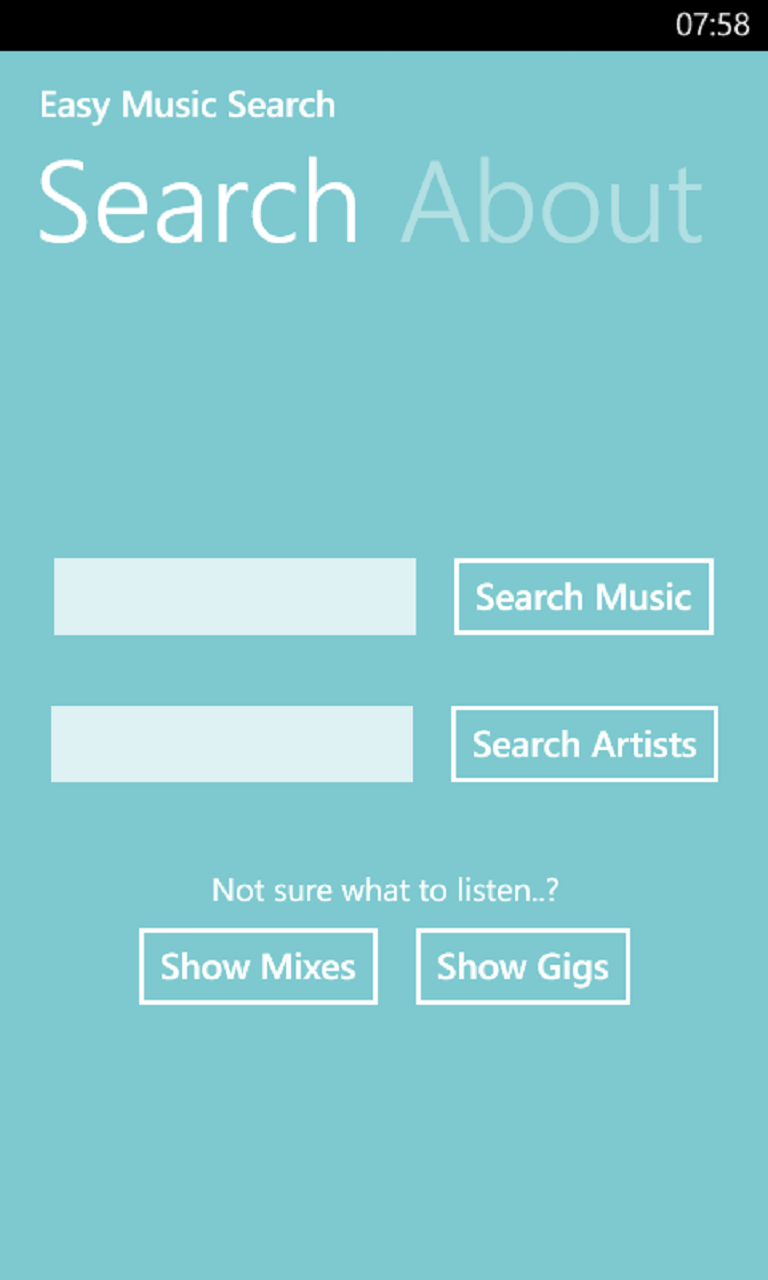 07:58
Easy Music Search
Search About
Search Music
Search Artists
Not sure what to listen..?
Show Mixes Show Gigs